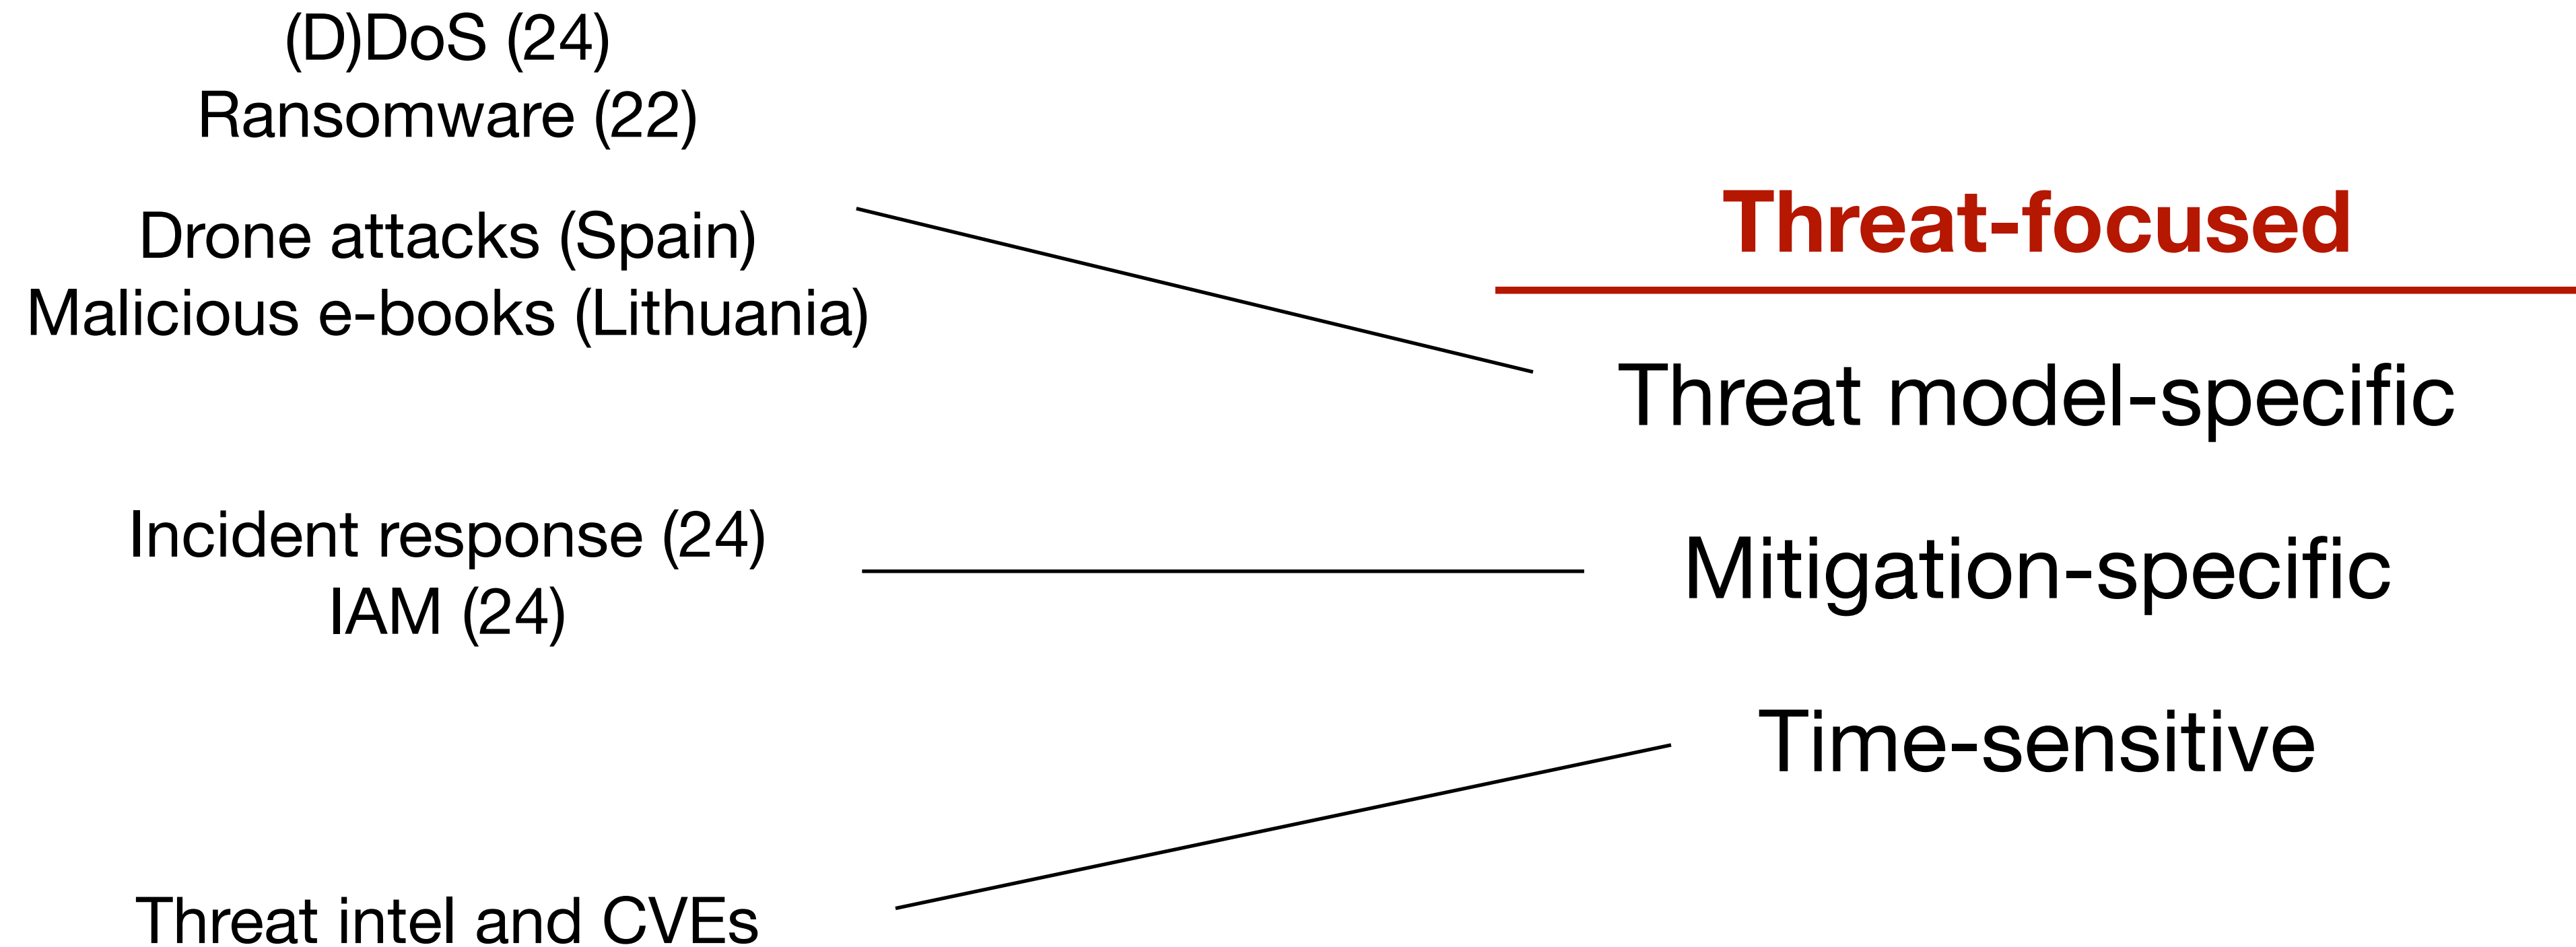 (D)DoS (24)
Ransomware (22)
Drone attacks (Spain)
Malicious e-books (Lithuania)
Incident response (24)
IAM (24)
Threat intel and CVEs
Threat-focused
Threat model-specific
Mitigation-specific
Time-sensitive